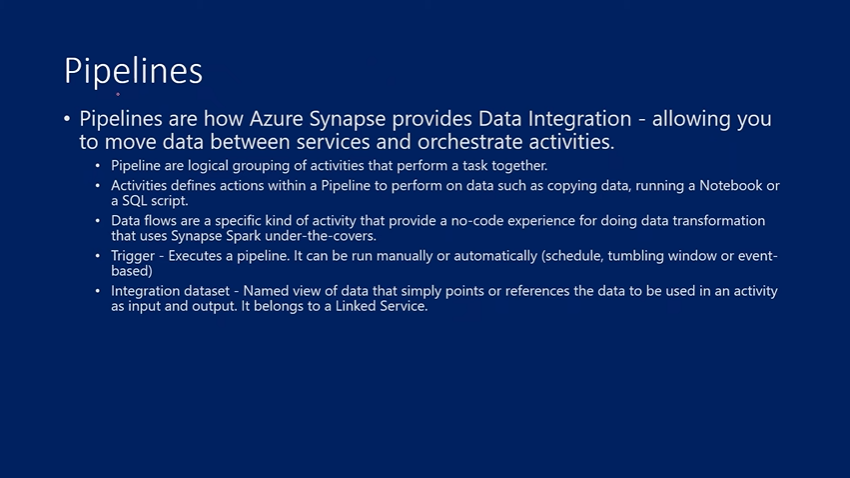 Pipelines
• Pipelines are how Azure Synapse provides Data Integration - allowing you
to move data between services and orchestrate activities.
• Pipeline are logical grouping of activities that perform a task together.
• Activities defines actions within a Pipeline to perform on data such as copying data, running a Notebook or
a SQL script.
• Data flows are a specific kind of activity that provide a no-code experience for doing data transformation
that uses Synapse Spark under-the-covers.
• Trigger - Executes a pipeline. It can be run manually or automatically (schedule, tumbling window or event-
based)
• Integration dataset - Named view of data that simply points or references the data to be used in an activity
as input and output. It belongs to a Linked Service.